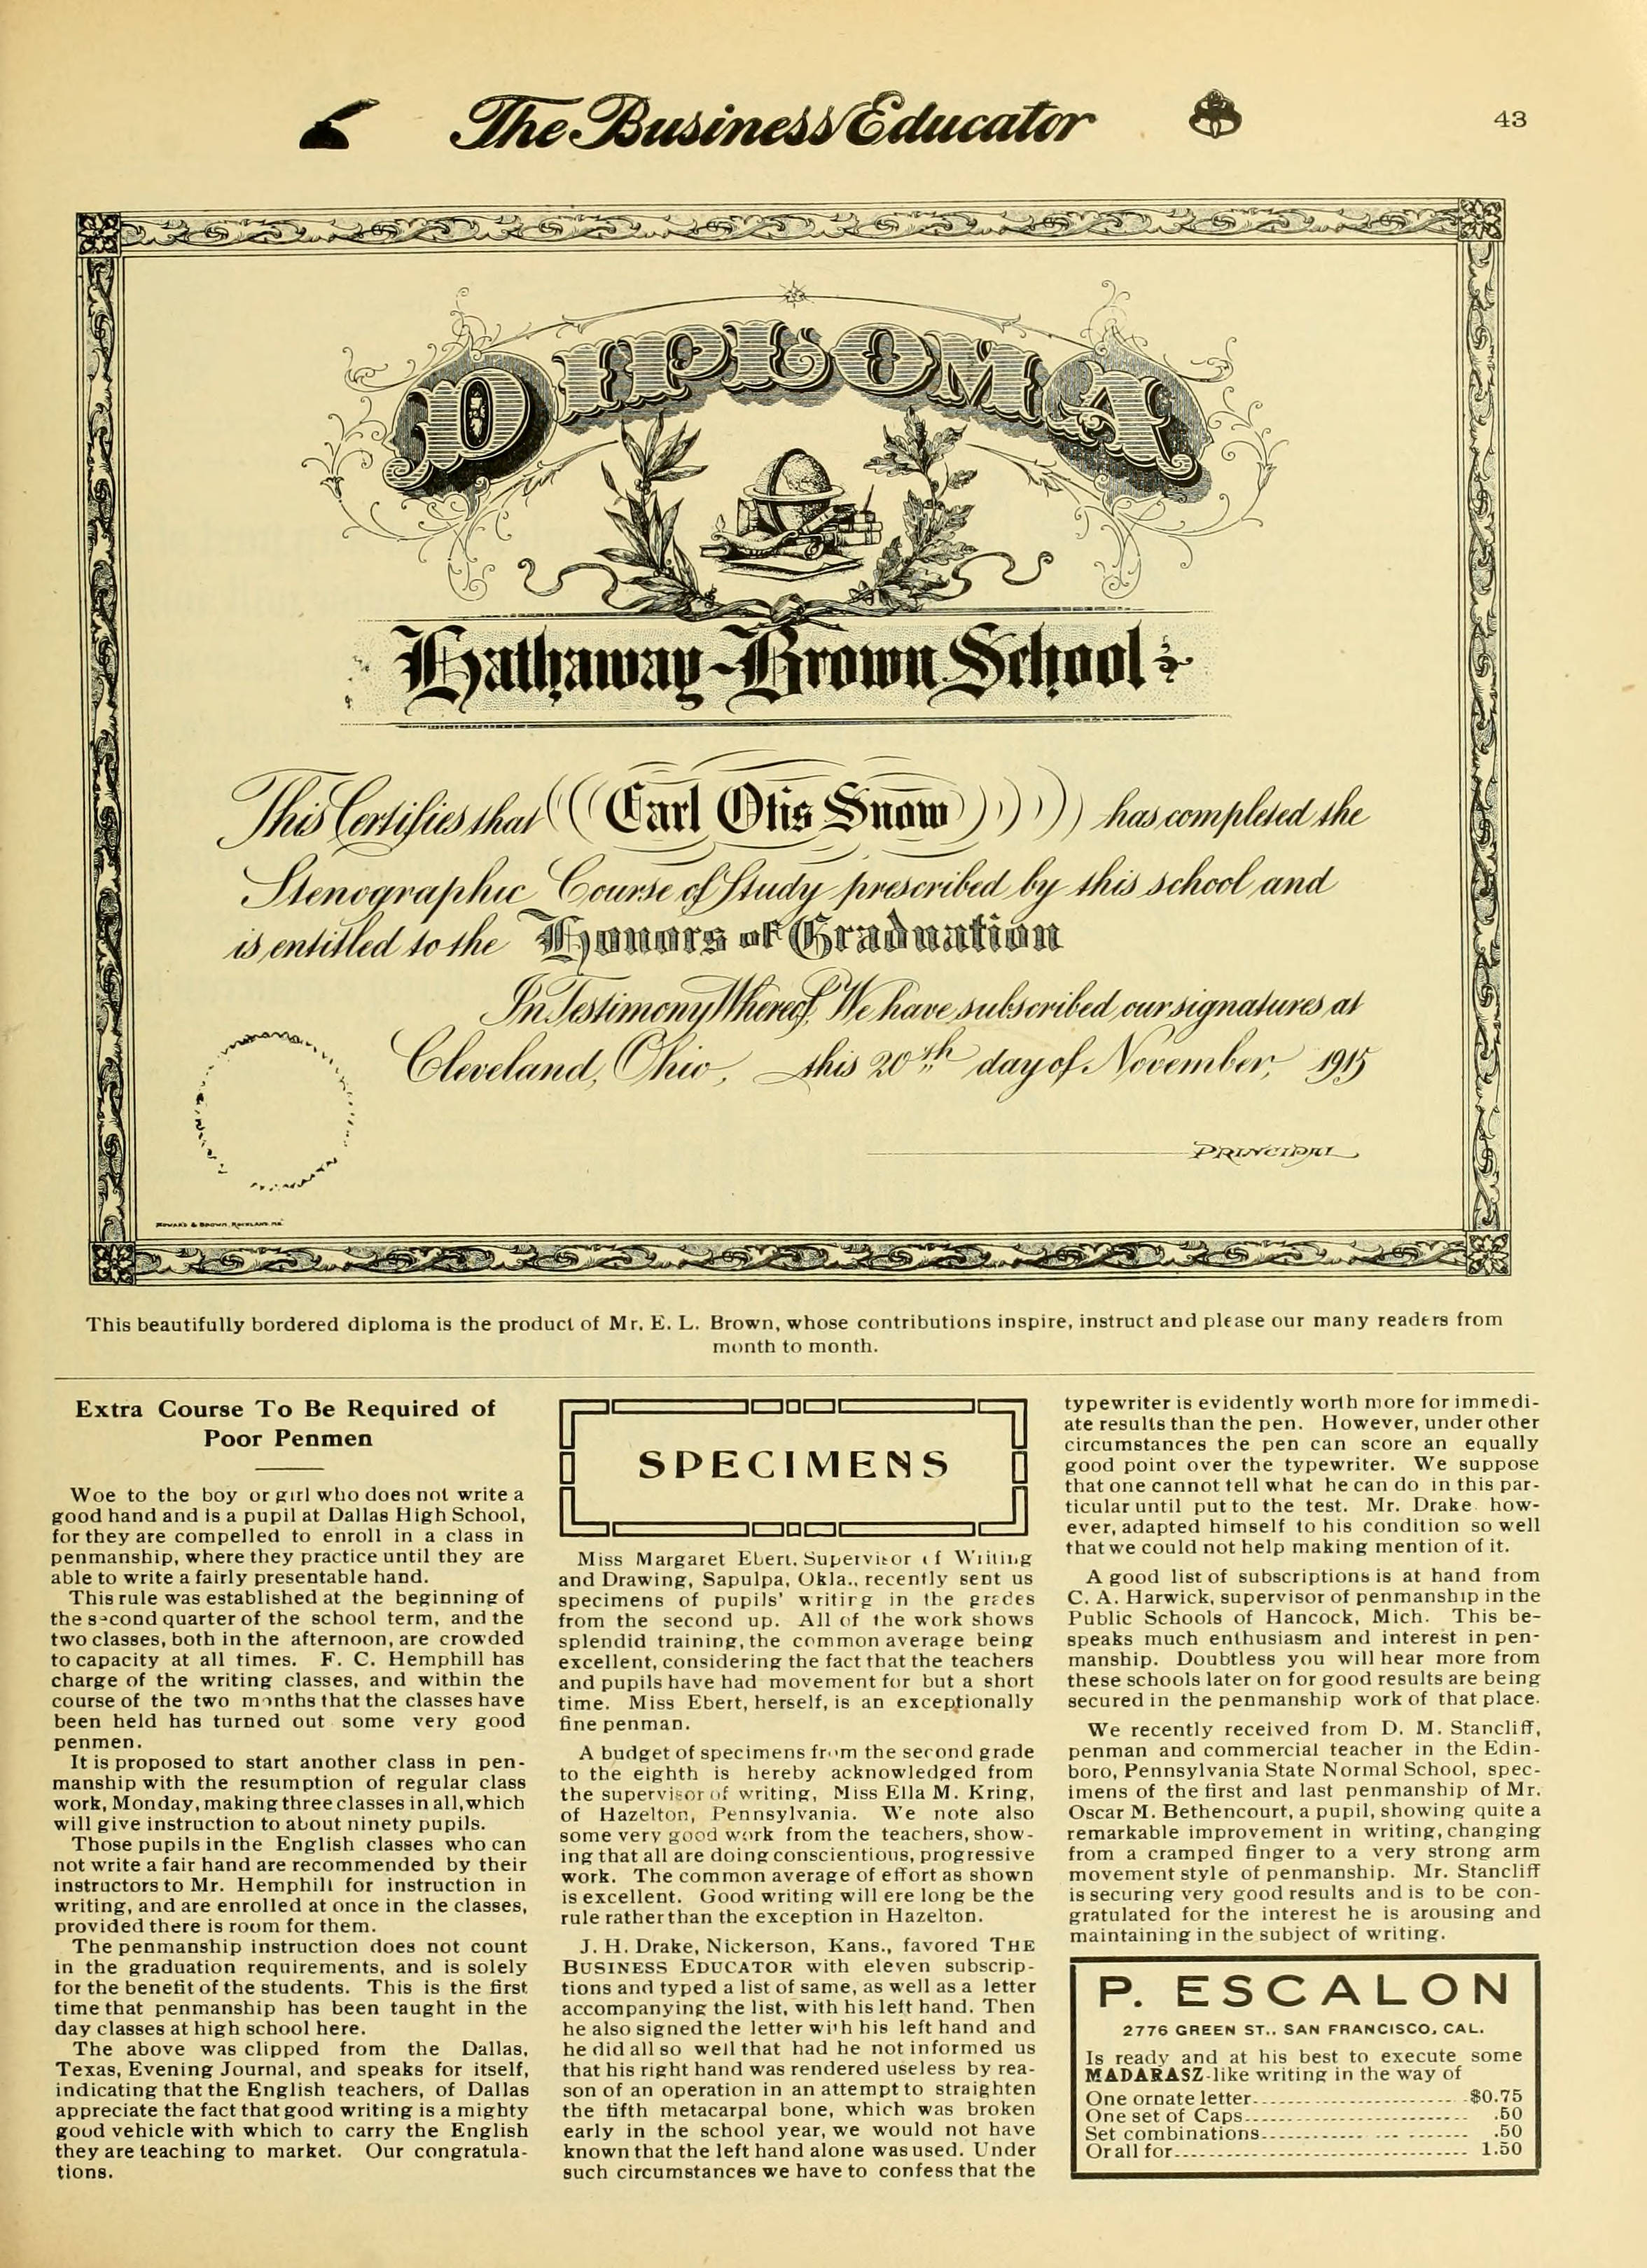 The Business Educator
43
DIPLOMA
Hathaway-Brown School
This Certifies that Carl Otis Snow has completed the
Stenographic Course of Study prescribed by this school and
is entitled to the Honors of Graduation
In Testimony Whereof, We have subscribed our signatures at
Cleveland, Ohio, this 20th day of November, 1915
PRINCIPAL
HOWARD & BROWN, ROCKLAND, ME.
This beautifully bordered diploma is the product of Mr. E. L. Brown, whose contributions inspire, instruct and please our many readers from
month to month.
Extra Course To Be Required of
Poor Penmen
Woe to the boy or girl who does not write a
good hand and is a pupil at Dallas High School,
for they are compelled to enroll in a class in
penmanship, where they practice until they are
able to write a fairly presentable hand.
This rule was established at the beginning of
the second quarter of the school term, and the
two classes, both in the afternoon, are crowded
to capacity at all times. F. C. Hemphill has
charge of the writing classes, and within the
course of the two months that the classes have
been held has turned out some very good
penmen.
It is proposed to start another class in pen-
manship with the resumption of regular class
work, Monday, making three classes in all, which
will give instruction to about ninety pupils.
Those pupils in the English classes who can
not write a fair hand are recommended by their
instructors to Mr. Hemphill for instruction in
writing, and are enrolled at once in the classes,
provided there is room for them.
The penmanship instruction does not count
in the graduation requirements, and is solely
for the benefit of the students. This is the first
time that penmanship has been taught in the
day classes at high school here.
The above was clipped from the Dallas,
Texas, Evening Journal, and speaks for itself,
indicating that the English teachers, of Dallas
appreciate the fact that good writing is a mighty
good vehicle with which to carry the English
they are teaching to market. Our congratula-
tions.
SPECIMENS
Miss Margaret Ebert, Supervisor of Writing
and Drawing, Sapulpa, Okla., recently sent us
specimens of pupils' writing in the grades
from the second up. All of the work shows
splendid training, the common average being
excellent, considering the fact that the teachers
and pupils have had movement for but a short
time. Miss Ebert, herself, is an exceptionally
fine penman.
A budget of specimens from the second grade
to the eighth is hereby acknowledged from
the supervisor of writing, Miss Ella M. Kring,
of Hazelton, Pennsylvania. We note also
some very good work from the teachers, show-
ing that all are doing conscientious, progressive
work. The common average of effort as shown
is excellent. Good writing will ere long be the
rule rather than the exception in Hazelton.
J. H. Drake, Nickerson, Kans., favored THE
BUSINESS EDUCATOR with eleven subscrip-
tions and typed a list of same, as well as a letter
accompanying the list, with his left hand. Then
he also signed the letter with his left hand and
he did all so well that had he not informed us
that his right hand was rendered useless by rea-
son of an operation in an attempt to straighten
the fifth metacarpal bone, which was broken
early in the school year, we would not have
known that the left hand alone was used. Under
such circumstances we have to confess that the
typewriter is evidently worth more for immedi-
ate results than the pen. However, under other
circumstances the pen can score an equally
good point over the typewriter. We suppose
that one cannot tell what he can do in this par-
ticular until put to the test. Mr. Drake how-
ever, adapted himself to his condition so well
that we could not help making mention of it.
A good list of subscriptions is at hand from
C. A. Harwick, supervisor of penmanship in the
Public Schools of Hancock, Mich. This be-
speaks much enthusiasm and interest in pen-
manship. Doubtless you will hear more from
these schools later on for good results are being
secured in the penmanship work of that place.
We recently received from D. M. Stancliff,
penman and commercial teacher in the Edin-
boro, Pennsylvania State Normal School, spec-
imens of the first and last penmanship of Mr.
Oscar M. Bethencourt, a pupil, showing quite a
remarkable improvement in writing, changing
from a cramped finger to a very strong arm
movement style of penmanship. Mr. Stancliff
is securing very good results and is to be con-
gratulated for the interest he is arousing and
maintaining in the subject of writing.
P. ESCALON
2776 GREEN ST., SAN FRANCISCO, CAL.
Is ready and at his best to execute some
MADARASZ-like writing in the way of
One ornate letter $0.75
One set of Caps .50
Set combinations .50
Or all for 1.50